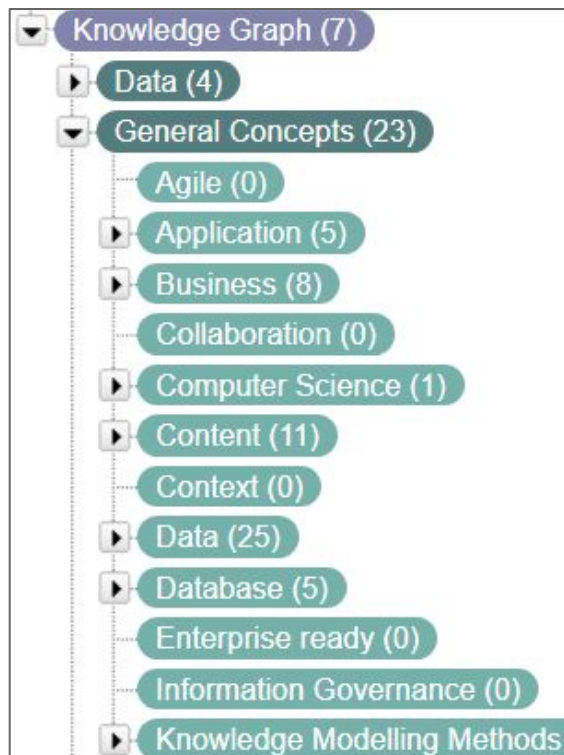 Knowledge Graph (7)
Data (4)
General Concepts (23)
Agile (0)
Application (5)
Business (8)
Collaboration (0)
Computer Science (1)
Content (11)
Context (0)
Data (25)
Database (5)
Enterprise ready (0)
Information Governance (0)
Knowledge Modelling Methods